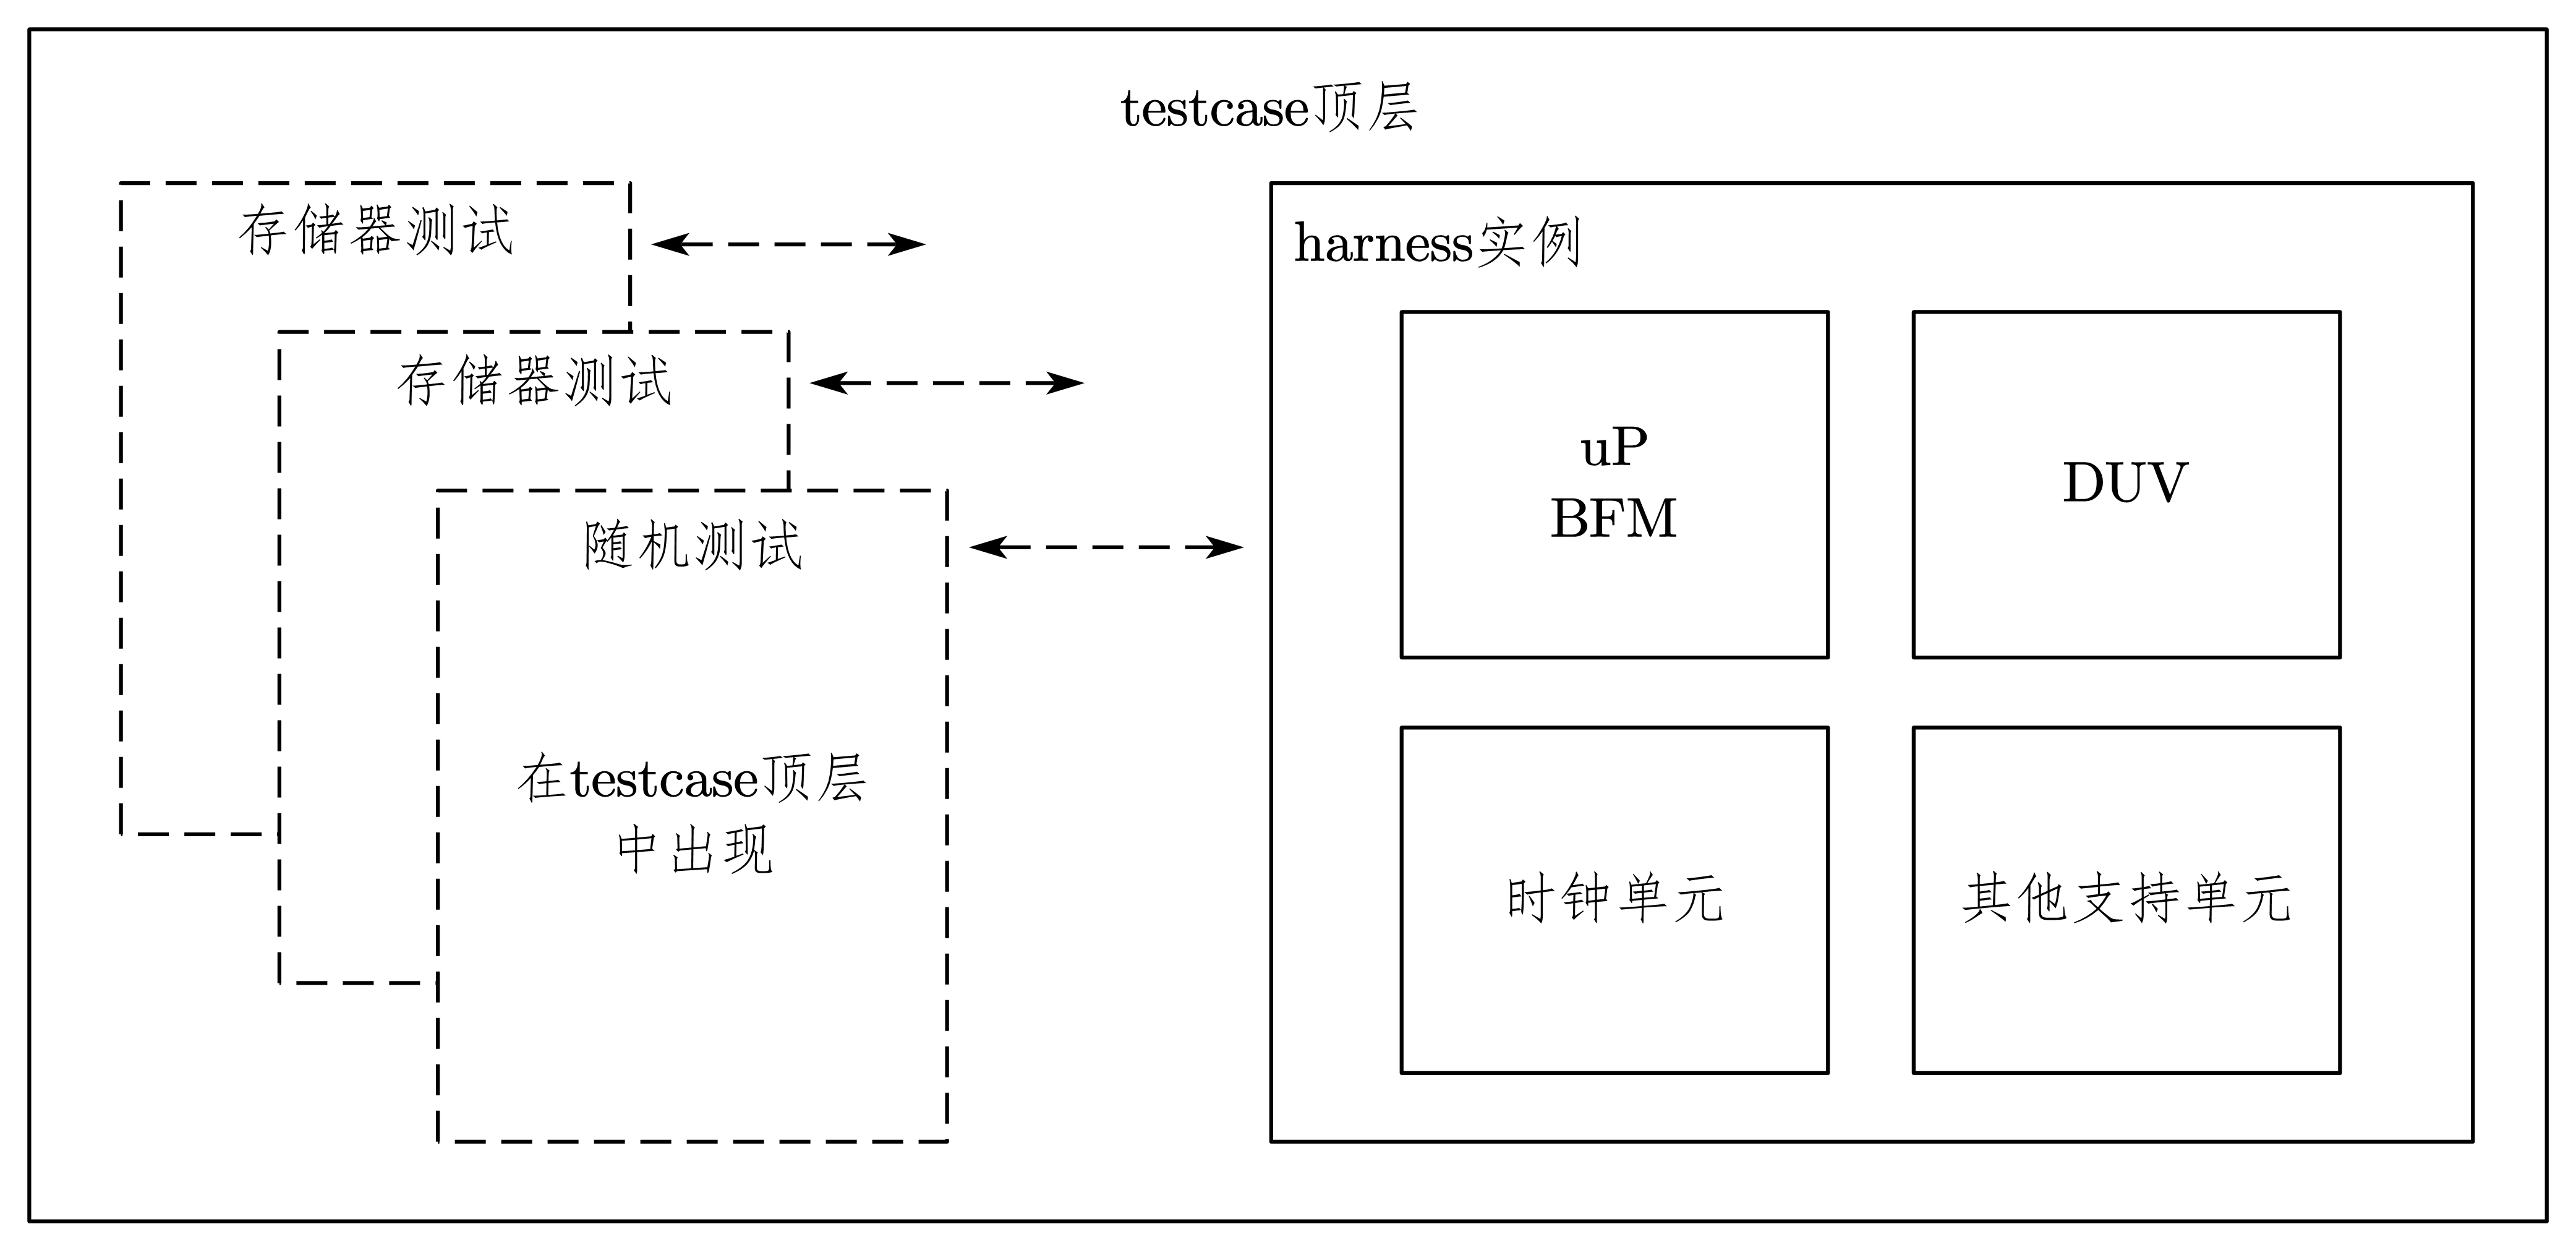 testcase顶层
存储器测试
存储器测试
随机测试
在testcase顶层
中出现
harness实例
uP
BFM
DUV
时钟单元
其他支持单元